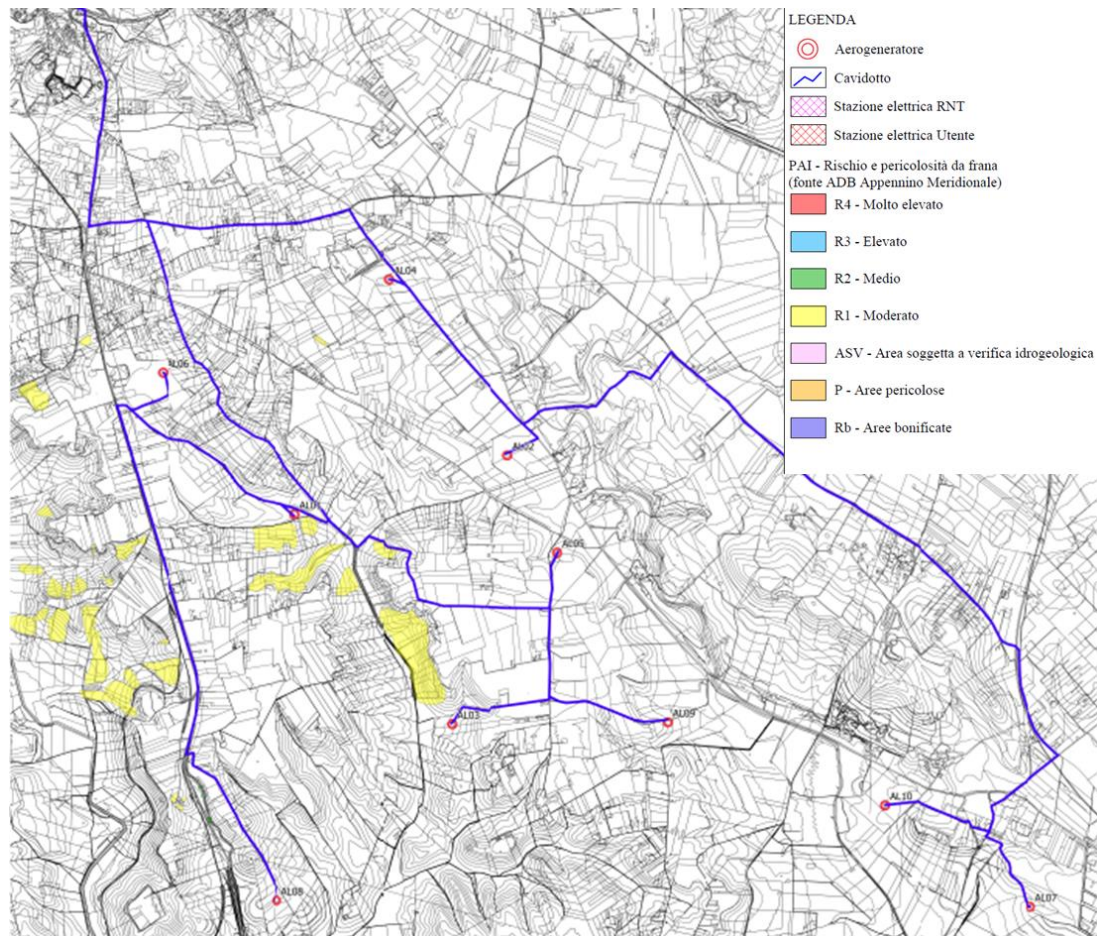 LEGENDA
Aerogeneratore
Cavidotto
Stazione elettrica RNT
Stazione elettrica Utente
PAI - Rischio e pericolosità da frana
(fonte ADB Appennino Meridionale)
R4 - Molto elevato
R3 - Elevato
R2 - Medio
R1 - Moderato
ASV - Area soggetta a verifica idrogeologica
P - Aree pericolose
Rb - Aree bonificate
AL04
AL06
AL02
AL01
AL05
AL03
AL09
AL10
AL08
AL07